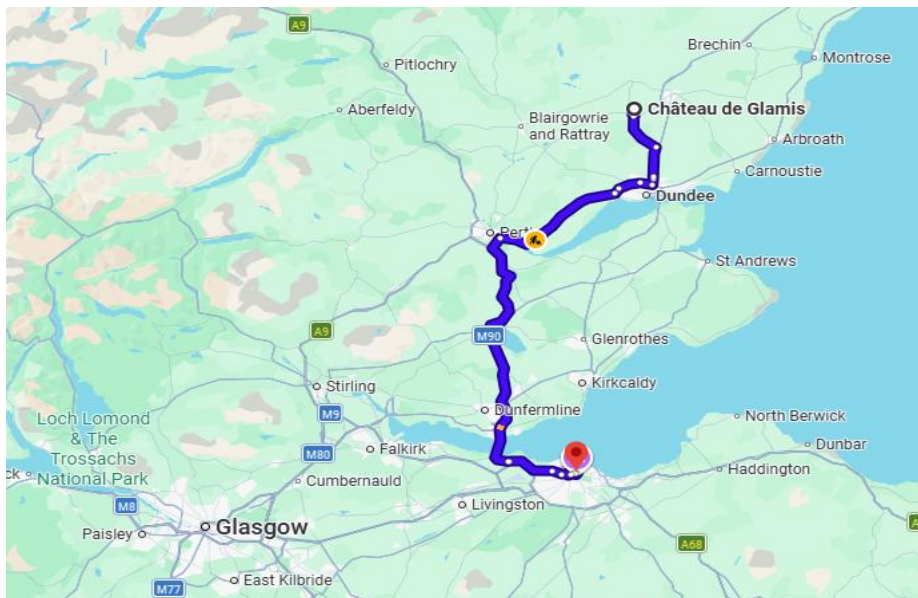 A9
Brechin
Montrose
Pitlochry
Aberfeldy
Château de Glamis
Blairgowrie
and Rattray
Arbroath
Carnoustie
Dundee
St Andrews
A9
M90
Glenrothes
Stirling
Kirkcaldy
M9
Dunfermline
North Berwick
Loch Lomond
& The
Trossachs
National Park
M80
Falkirk
Dunbar
Haddington
Cumbernauld
M8
Livingston
Glasgow
Paisley
A68
East Kilbride
M77